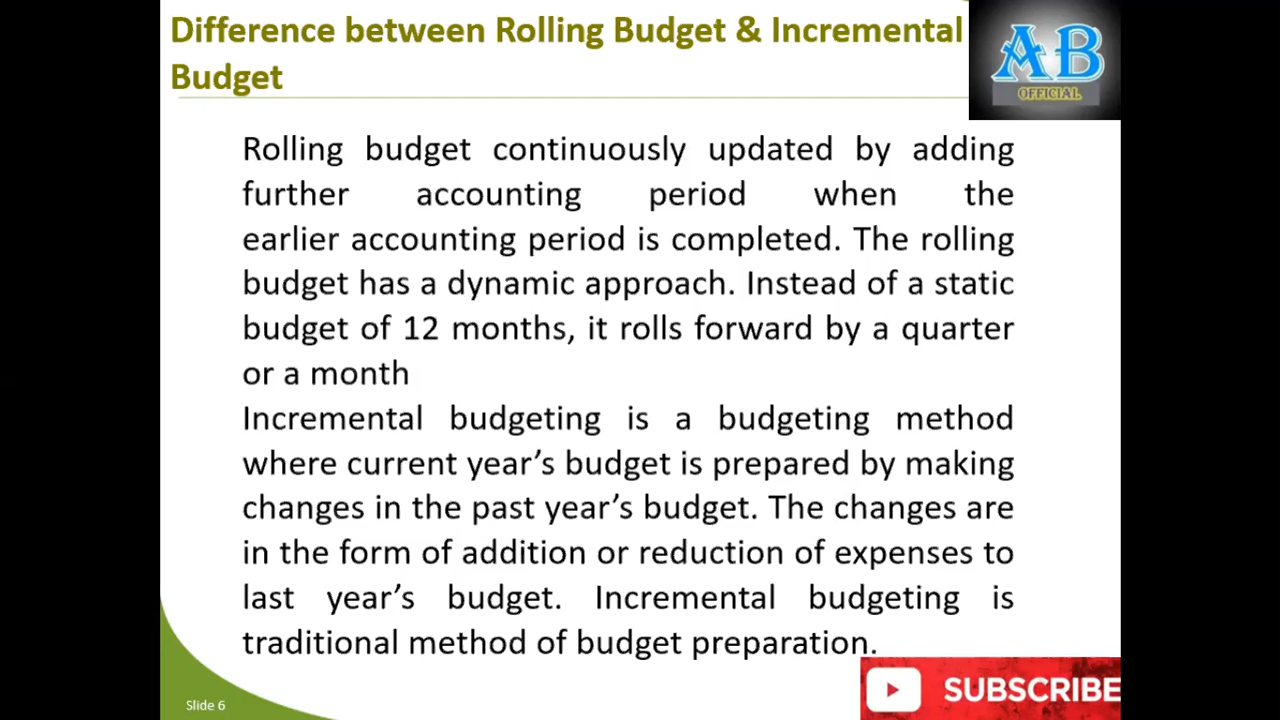 Difference between Rolling Budget & Incremental
Budget
AB
OFFICIAL
Rolling budget continuously updated by adding
further accounting period when the
earlier accounting period is completed. The rolling
budget has a dynamic approach. Instead of a static
budget of 12 months, it rolls forward by a quarter
or a month
Incremental budgeting is a budgeting method
where current year’s budget is prepared by making
changes in the past year’s budget. The changes are
in the form of addition or reduction of expenses to
last year’s budget. Incremental budgeting is
traditional method of budget preparation.
Slide 6
SUBSCRIBE